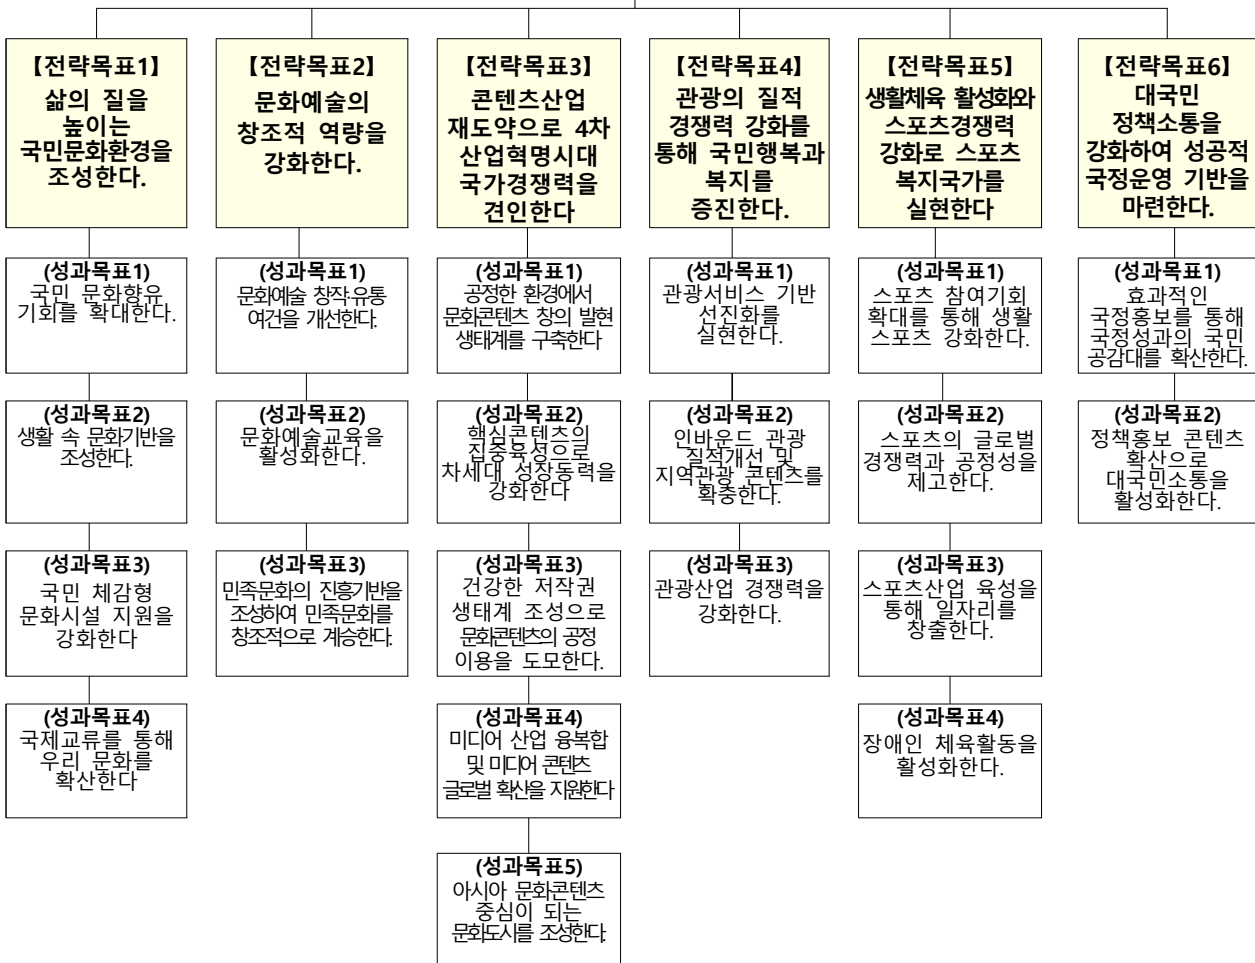 【전략목표1】
삶의 질을
높이는
국민문화환경을
조성한다.
(성과목표1)
국민 문화향유
기회를 확대한다.
(성과목표2)
생활 속 문화기반을
조성한다.
(성과목표3)
국민 체감형
문화시설 지원을
강화한다
(성과목표4)
국제교류를 통해
우리 문화를
확산한다
【전략목표2】
문화예술의
창조적 역량을
강화한다.
(성과목표1)
문화예술 창작·유통
여건을 개선한다.
(성과목표2)
문화예술교육을
활성화한다.
(성과목표3)
민족문화의 진흥기반을
조성하여 민족문화를
창조적으로 계승한다.
【전략목표3】
콘텐츠산업
재도약으로 4차
산업혁명시대
국가경쟁력을
견인한다
(성과목표1)
공정한 환경에서
문화콘텐츠 창의 발현
생태계를 구축한다
(성과목표2)
핵심콘텐츠의
집중육성으로
차세대 성장동력을
강화한다
(성과목표3)
건강한 저작권
생태계 조성으로
문화콘텐츠의 공정
이용을 도모한다.
(성과목표4)
미디어 산업 융복합
및 미디어 콘텐츠
글로벌 확산을 지원한다
(성과목표5)
아시아 문화콘텐츠
중심이 되는
문화도시를 조성한다.
【전략목표4】
관광의 질적
경쟁력 강화를
통해 국민행복과
복지를
증진한다.
(성과목표1)
관광서비스 기반
선진화를
실현한다.
(성과목표2)
인바운드 관광
질적개선 및
지역관광 콘텐츠를
확충한다.
(성과목표3)
관광산업 경쟁력을
강화한다.
【전략목표5】
생활체육 활성화와
스포츠경쟁력
강화로 스포츠
복지국가를
실현한다
(성과목표1)
스포츠 참여기회
확대를 통해 생활
스포츠 강화한다.
(성과목표2)
스포츠의 글로벌
경쟁력과 공정성을
제고한다.
(성과목표3)
스포츠산업 육성을
통해 일자리를
창출한다.
(성과목표4)
장애인 체육활동을
활성화한다.
【전략목표6】
대국민
정책소통을
강화하여 성공적
국정운영 기반을
마련한다.
(성과목표1)
효과적인
국정홍보를 통해
국정성과의 국민
공감대를 확산한다.
(성과목표2)
정책홍보 콘텐츠
확산으로
대국민소통을
활성화한다.